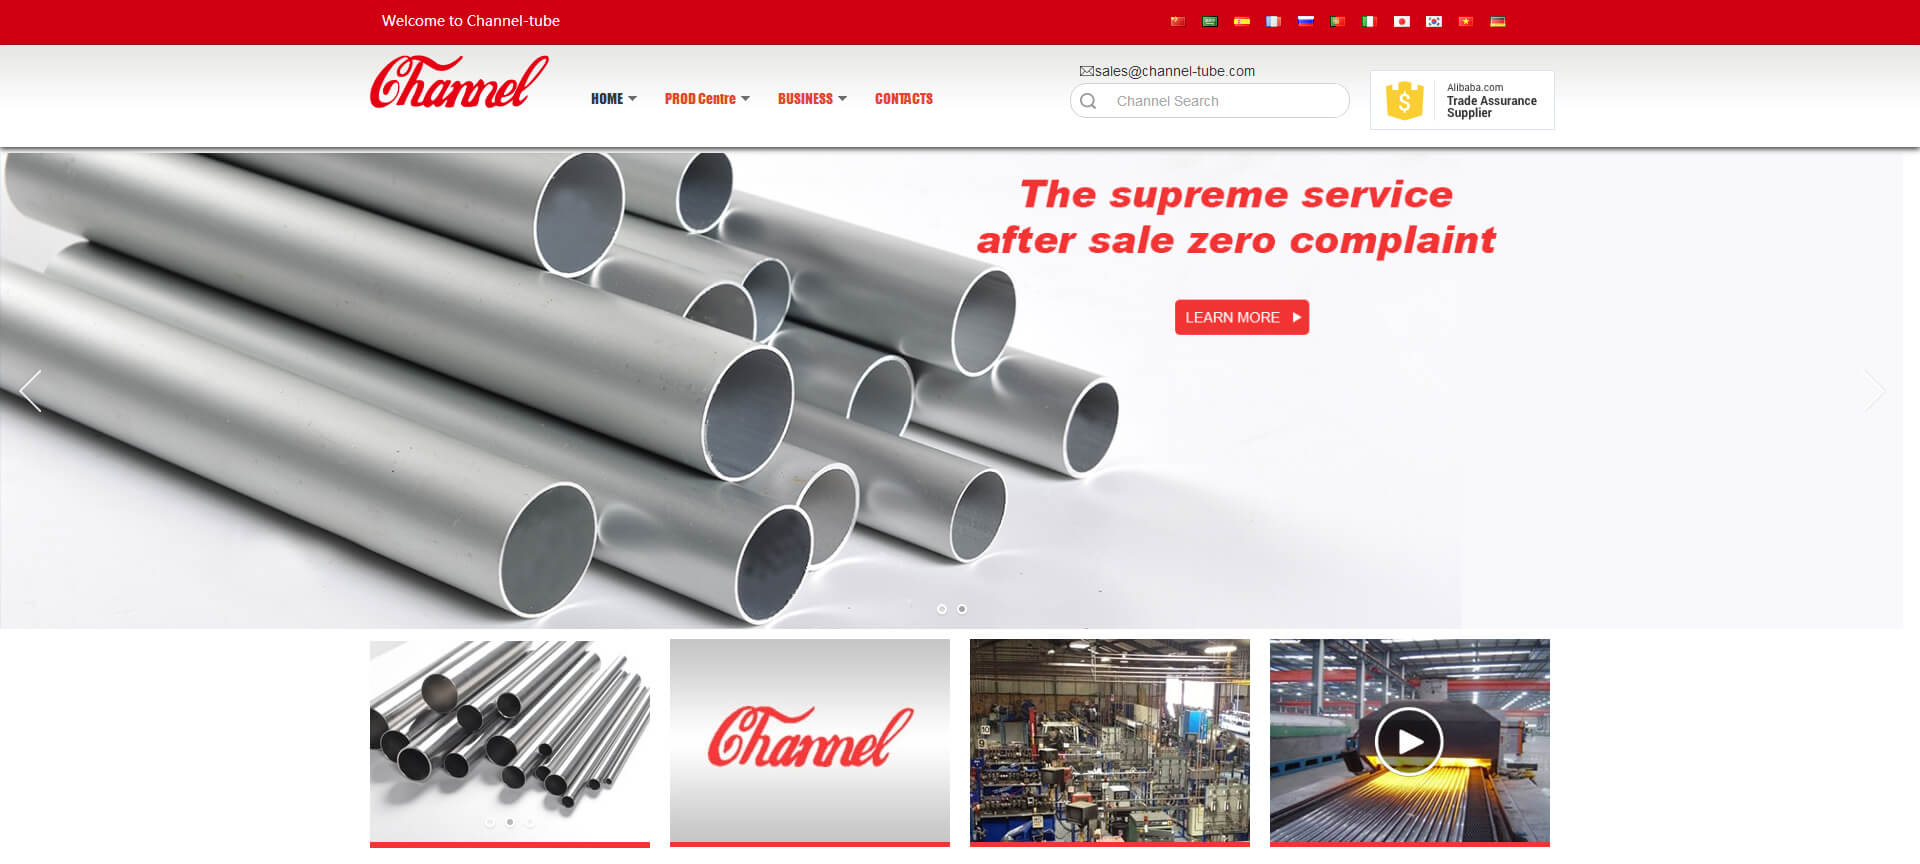 Welcome to Channel-tube
Channel
HOME
PROD Centre
BUSINESS
CONTACTS
sales@channel-tube.com
Channel Search
Alibaba.com
Trade Assurance
Supplier
The supreme service
after sale zero complaint
LEARN MORE
Channel